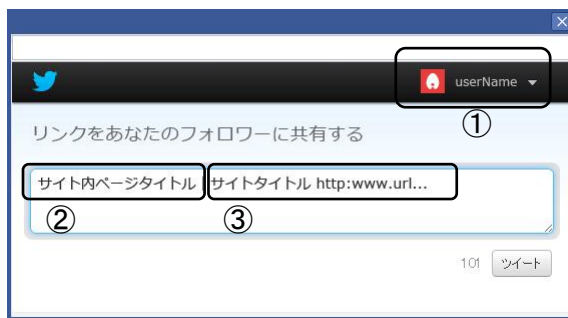 userName
①
リンクをあなたのフォロワーに共有する
サイト内ページタイトル | サイトタイトル http:www.url...
② ③
101 ツイート